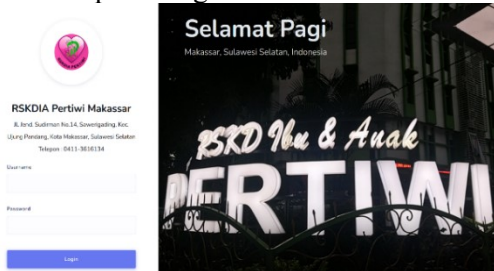 RSKDIA Pertiwi Makassar
Jl. Jend. Sudirman No.14, Sawerigading, Kec.
Ujung Pandang, Kota Makassar, Sulawesi Selatan
Telepon : 0411-3816134
Username
Password
Login
Selamat Pagi
Makassar, Sulawesi Selatan, Indonesia
RSKD Ibu & Anak
PERTIWI